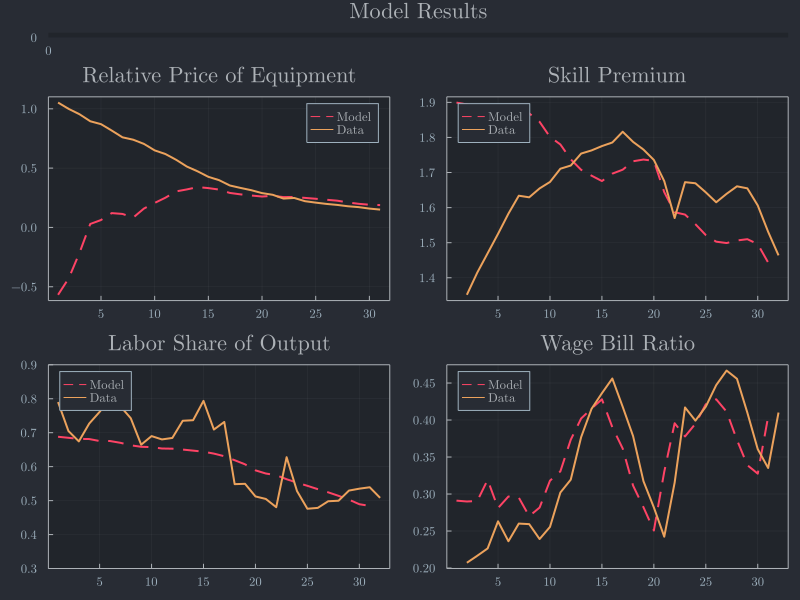 Model Results
0
0
Relative Price of Equipment
Model
Data
1.0
0.5
0.0
−0.5
5 10 15 20 25 30
Skill Premium
Model
Data
1.9
1.8
1.7
1.6
1.5
1.4
5 10 15 20 25 30
Labor Share of Output
Model
Data
0.9
0.8
0.7
0.6
0.5
0.4
0.3
5 10 15 20 25 30
Wage Bill Ratio
Model
Data
0.45
0.40
0.35
0.30
0.25
0.20
5 10 15 20 25 30